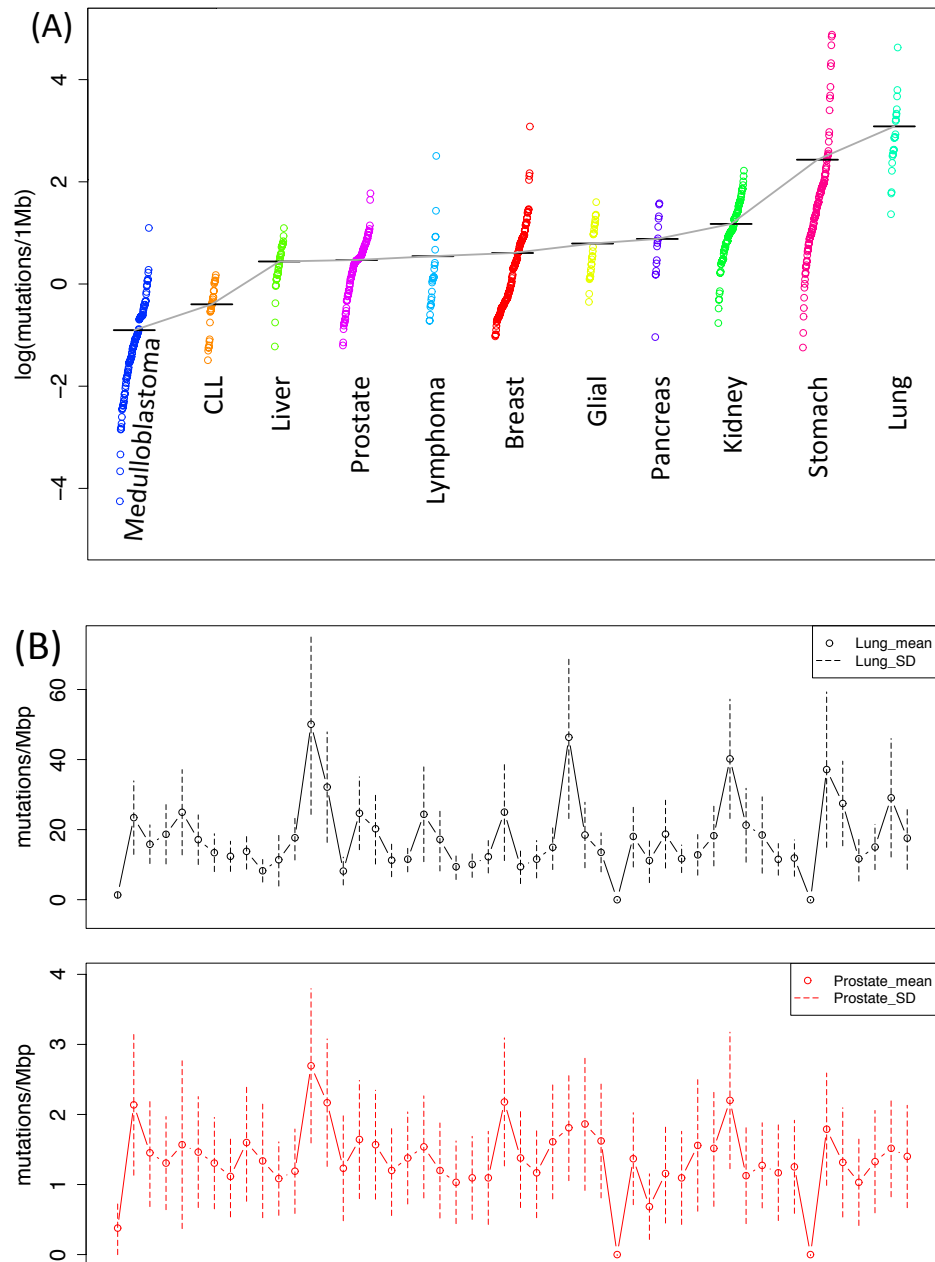 (A)
log(mutations/1Mb)
4
2
0
−2
−4
Medulloblastoma
CLL
Liver
Prostate
Lymphoma
Breast
Glial
Pancreas
Kidney
Stomach
Lung
(B)
mutations/Mbp
60
40
20
0
Lung_mean
Lung_SD
mutations/Mbp
4
3
2
1
0
Prostate_mean
Prostate_SD